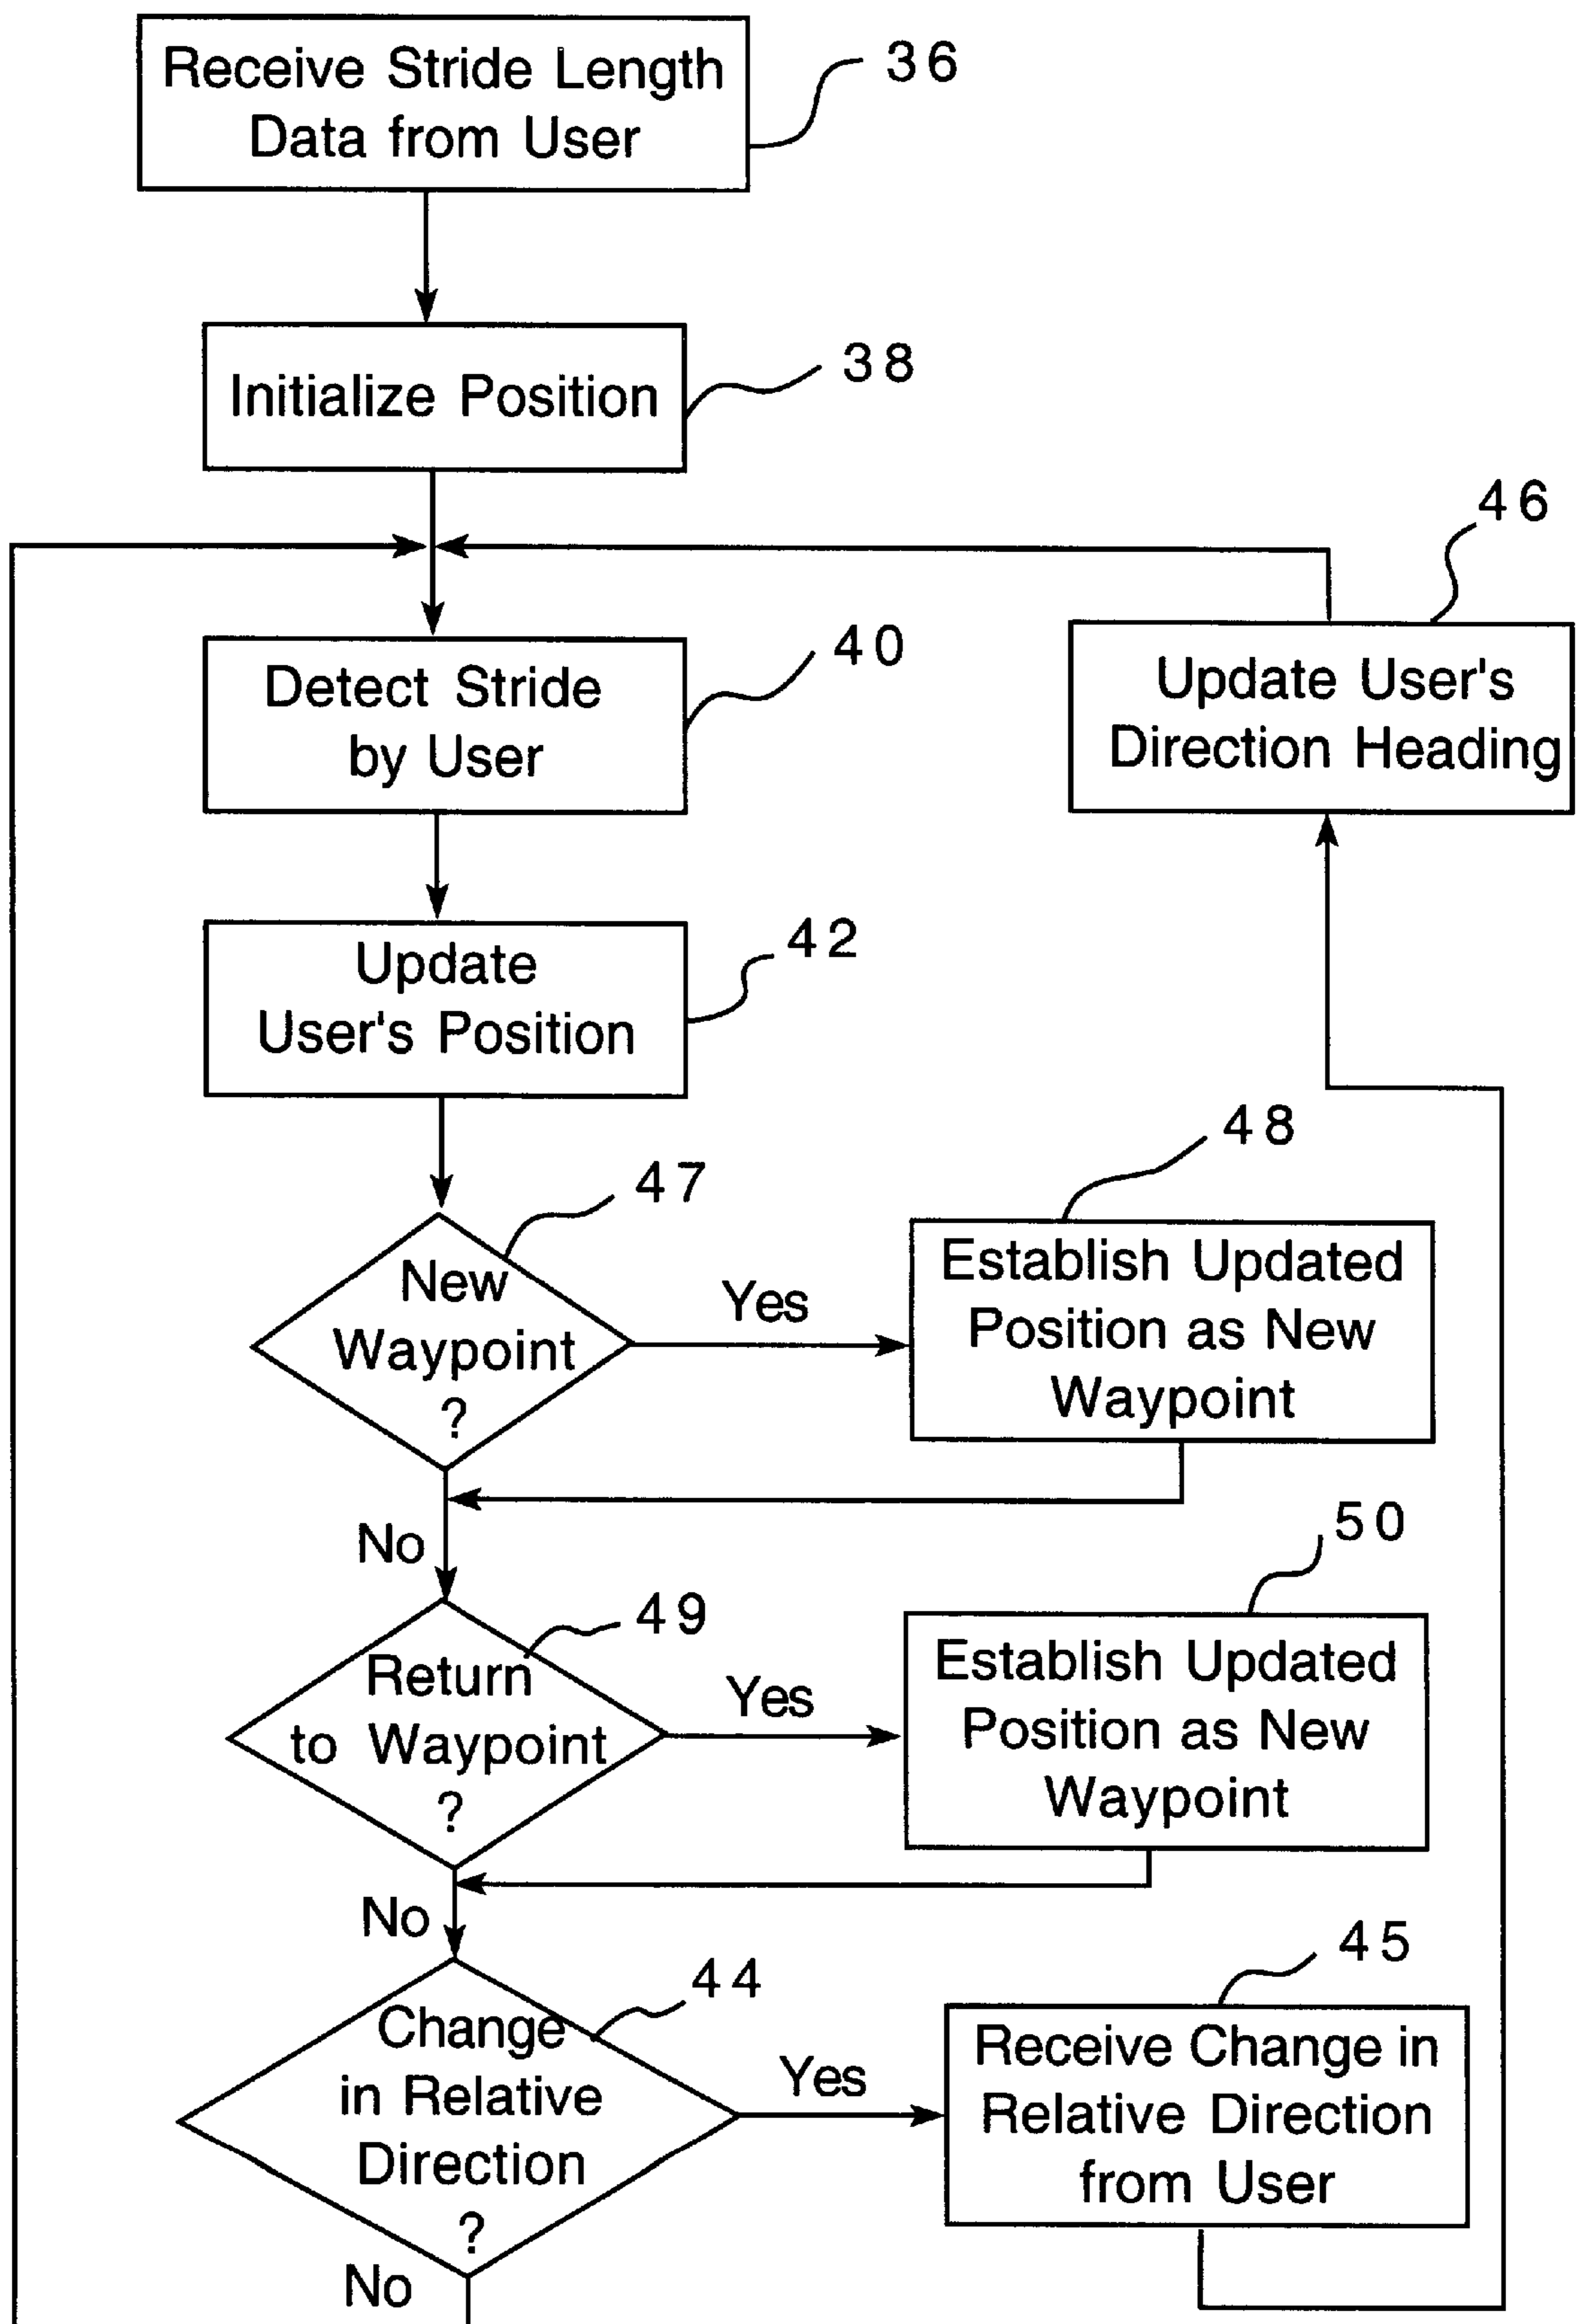 Receive Stride Length
Data from User
36
Initialize Position
38
46
Detect Stride
by User
40
Update User's
Direction Heading
Update
User's Position
42
48
47
New
Waypoint
?
Yes
Establish Updated
Position as New
Waypoint
No
50
49
Return
to Waypoint
?
Yes
Establish Updated
Position as New
Waypoint
No
45
44
Change
in Relative
Direction
?
Yes
Receive Change in
Relative Direction
from User
No